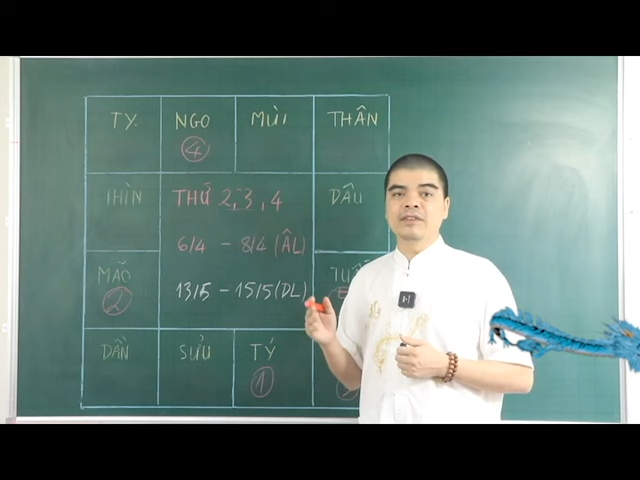 TỴ
NGỌ
MÙI
THÂN
4
THÌN
THỨ 2,3,4
DẬU
6/4 - 8/4 (ÂL)
MÃO
2
13/5 - 15/5 (DL)
DẦN
SỬU
TÝ
1